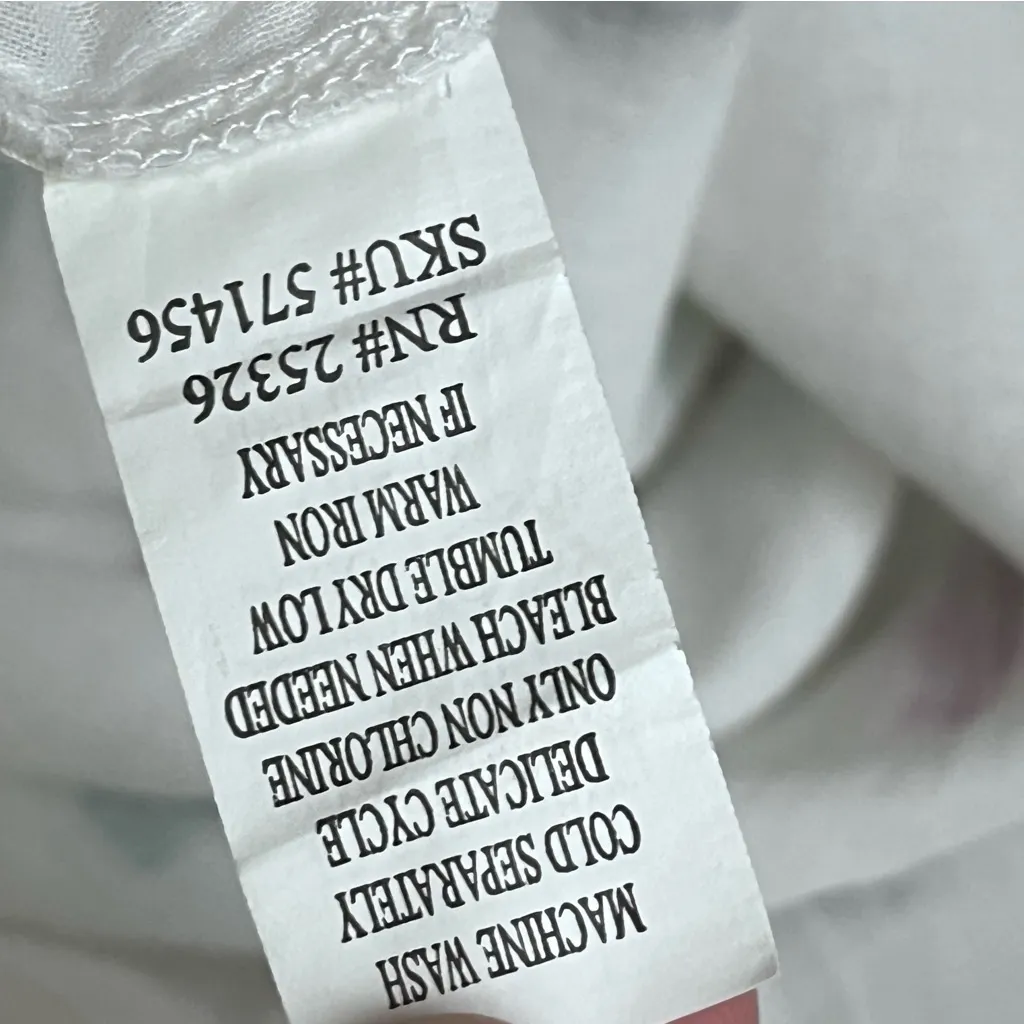 MACHINE WASH
COLD SEPARATELY
DELICATE CYCLE
ONLY NON CHLORINE
BLEACH WHEN NEEDED
TUMBLE DRY LOW
WARM IRON
IF NECESSARY
RN# 25326
SKU# 571456